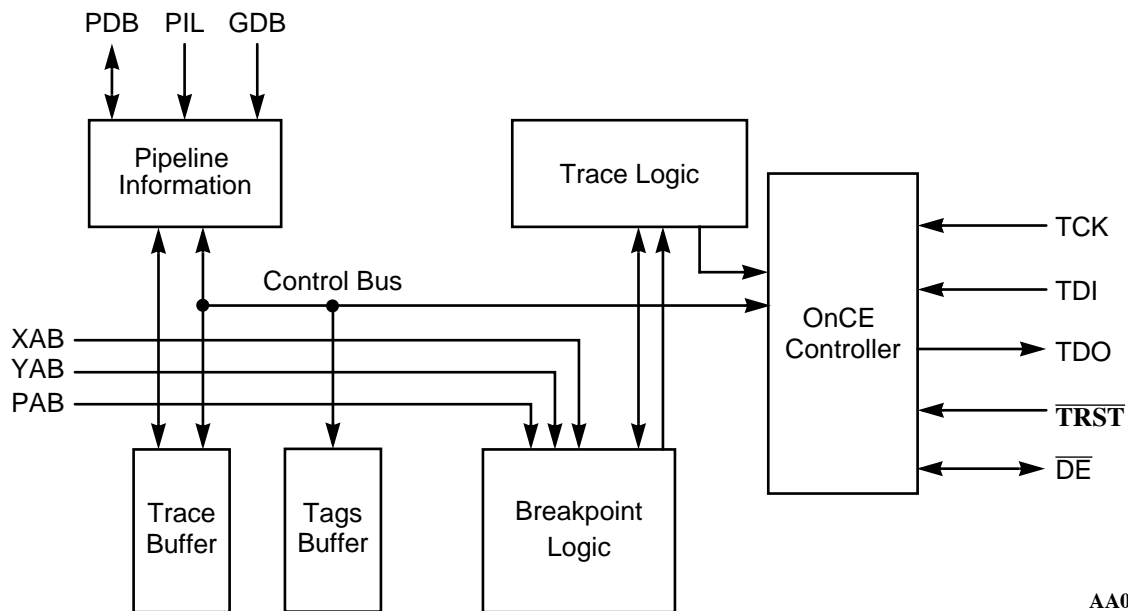 PDB PIL GDB
Pipeline
Information
Trace Logic
TCK
Control Bus
TDI
OnCE
Controller
XAB
TDO
YAB
PAB
TRST
DE
Trace
Buffer
Tags
Buffer
Breakpoint
Logic
AA0